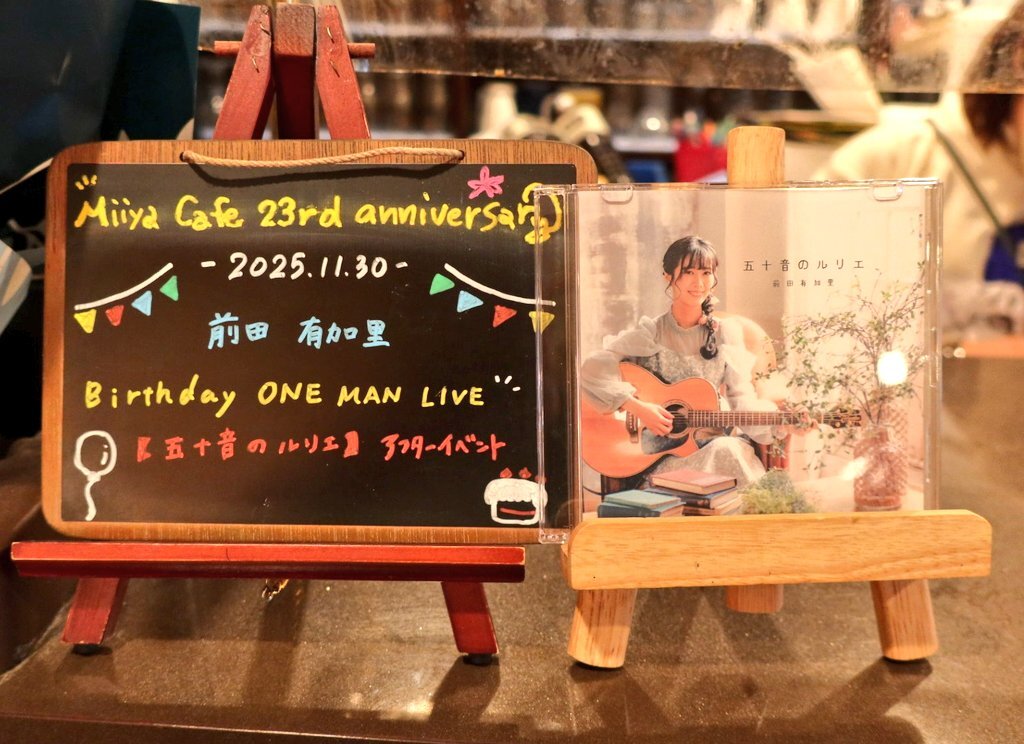 Miiya Cafe 23rd anniversary
-2025.11.30-
前田 有加里
Birthday ONE MAN LIVE
【五十音のルリエ】アフターイベント
五十音のルリエ
前田有加里